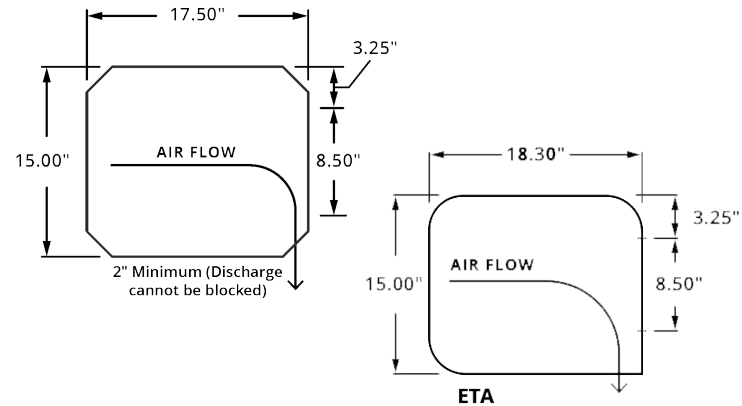 17.50"
3.25"
AIR FLOW
15.00"
8.50"
2" Minimum (Discharge
cannot be blocked)
18.30"
3.25"
AIR FLOW
15.00"
8.50"
ETA